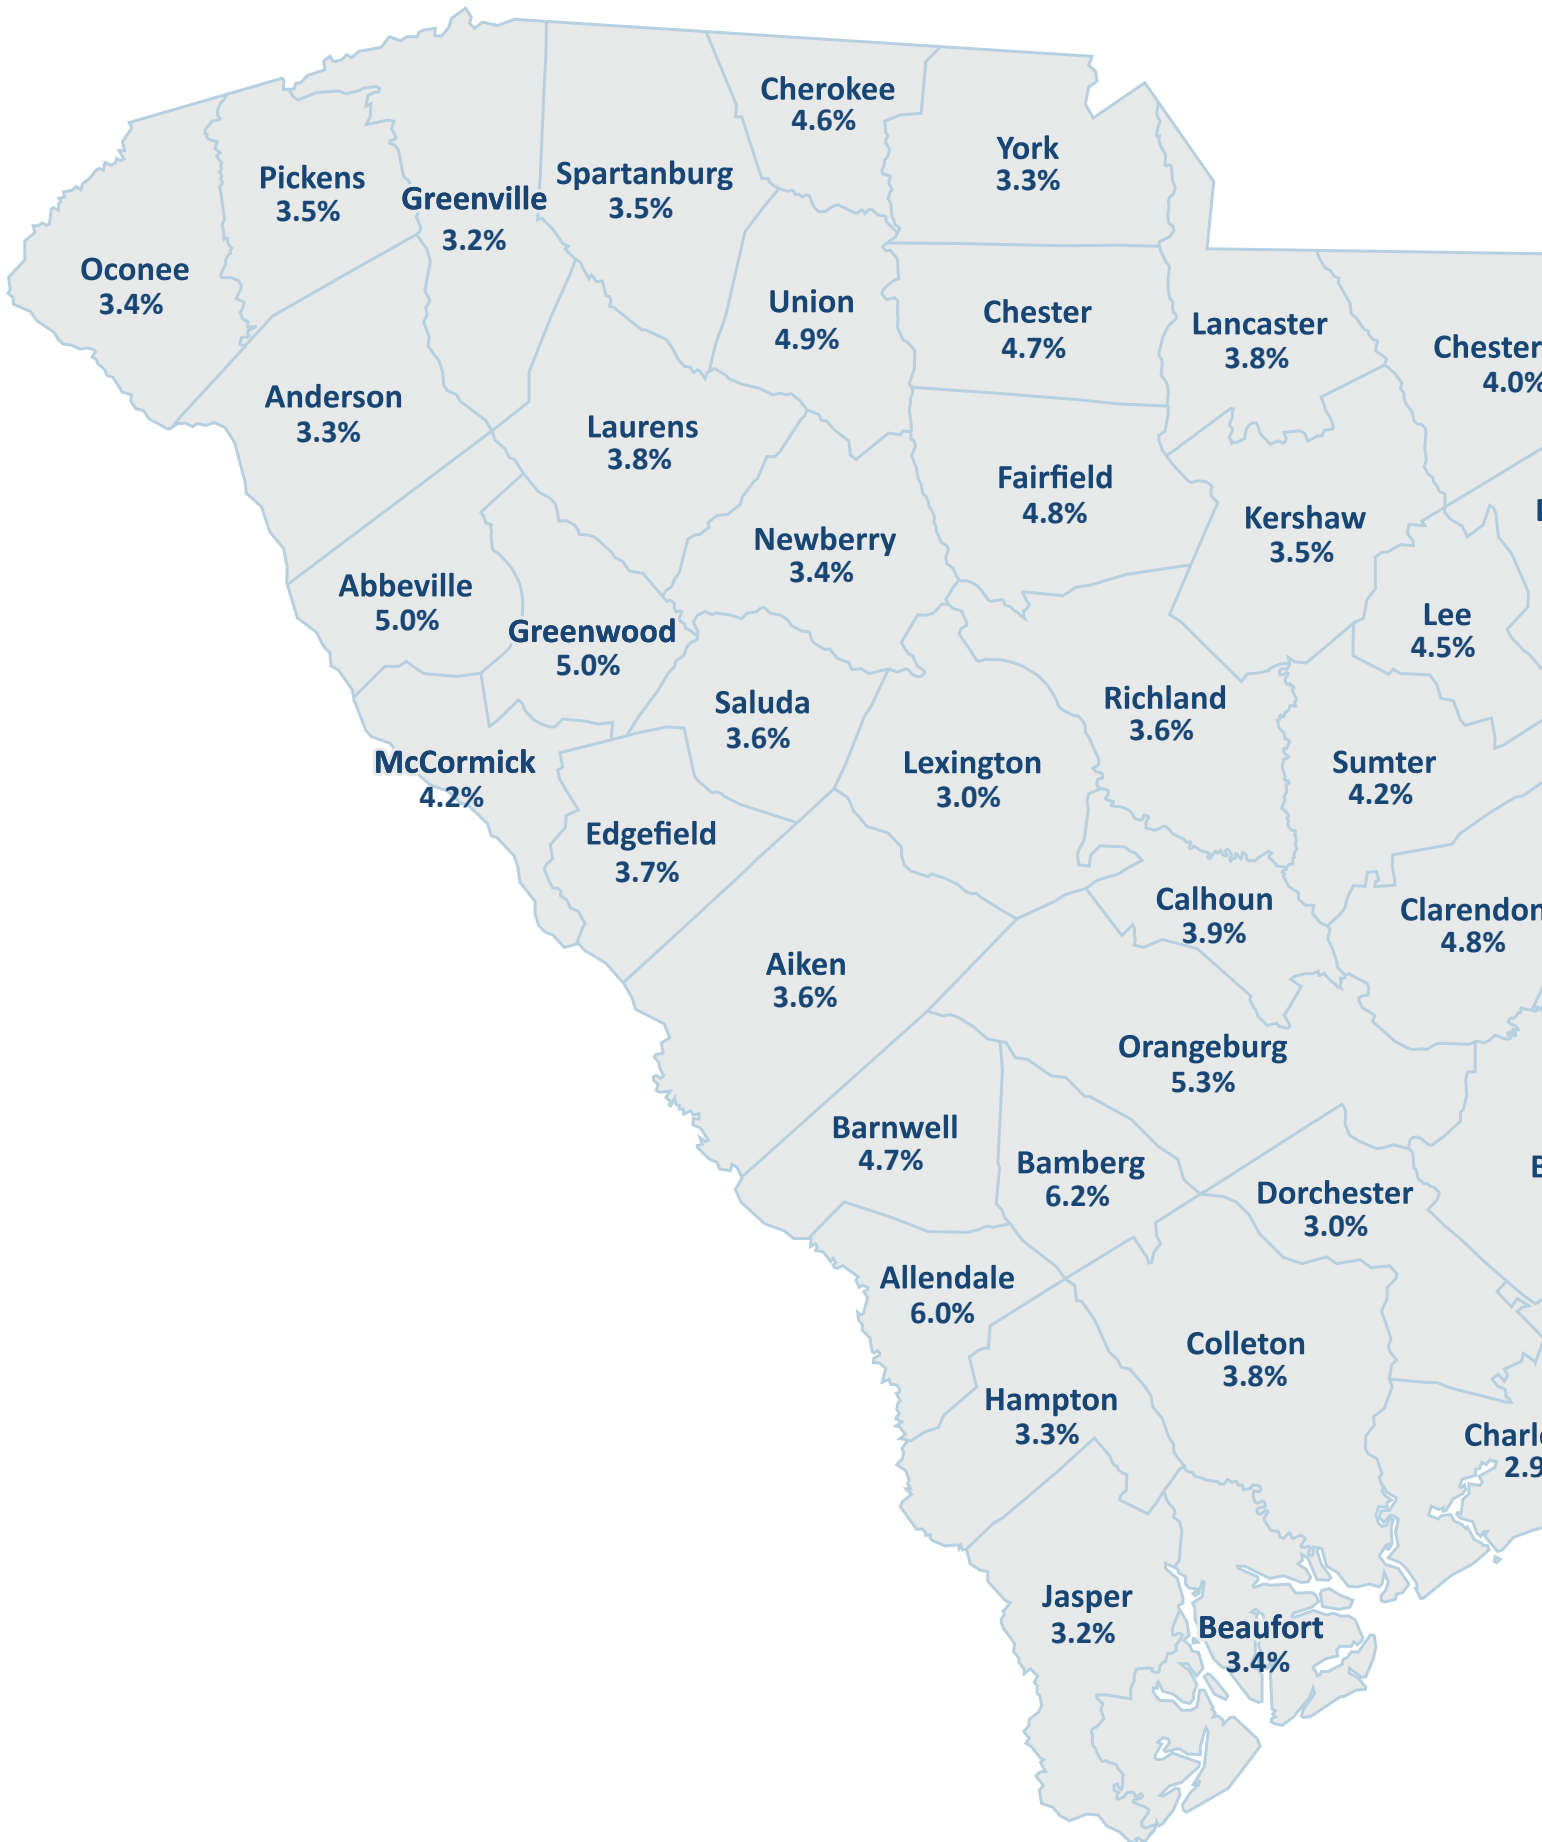 Cherokee
4.6%
York
3.3%
Pickens
3.5%
Greenville
3.2%
Spartanburg
3.5%
Oconee
3.4%
Union
4.9%
Chester
4.7%
Lancaster
3.8%
Chester
4.0%
Anderson
3.3%
Laurens
3.8%
Fairfield
4.8%
Kershaw
3.5%
Newberry
3.4%
Abbeville
5.0%
Greenwood
5.0%
Lee
4.5%
Saluda
3.6%
Richland
3.6%
McCormick
4.2%
Lexington
3.0%
Sumter
4.2%
Edgefield
3.7%
Calhoun
3.9%
Clarendon
4.8%
Aiken
3.6%
Orangeburg
5.3%
Barnwell
4.7%
Bamberg
6.2%
Dorchester
3.0%
Allendale
6.0%
Colleton
3.8%
Hampton
3.3%
Charl
2.9
Jasper
3.2%
Beaufort
3.4%